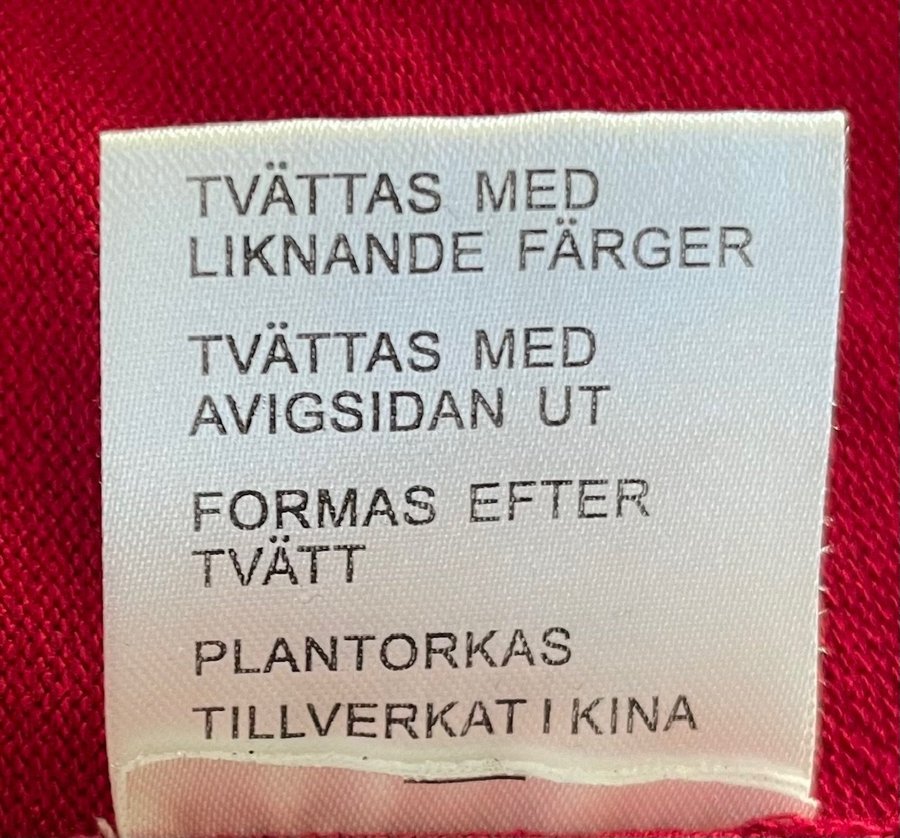 TVÄTTAS MED
LIKNANDE FÄRGER
TVÄTTAS MED
AVIGSIDAN UT
FORMAS EFTER
TVÄTT
PLANTORKAS
TILLVERKAT I KINA